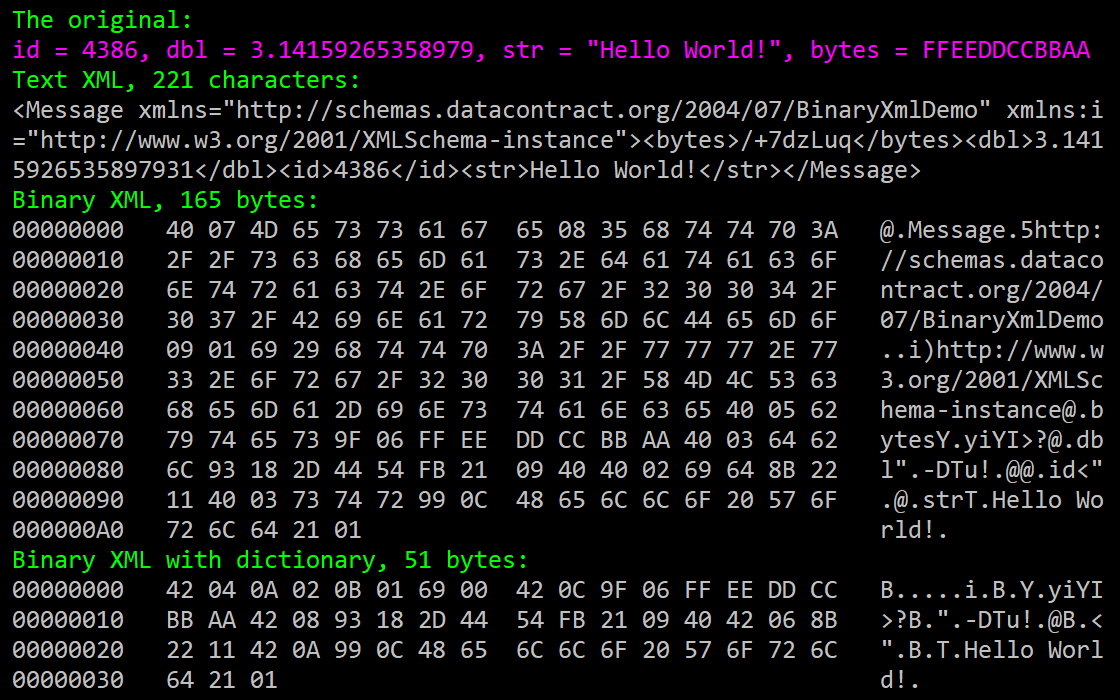 The original:
id = 4386, dbl = 3.14159265358979, str = "Hello World!", bytes = FFEEDDCCBBAA
Text XML, 221 characters:
<Message xmlns="http://schemas.datacontract.org/2004/07/BinaryXmlDemo" xmlns:i
="http://www.w3.org/2001/XMLSchema-instance"><bytes>/+7dzLuq</bytes><dbl>3.141
5926535897931</dbl><id>4386</id><str>Hello World!</str></Message>
Binary XML, 165 bytes:
00000000   40 07 4D 65 73 73 61 67  65 08 35 68 74 74 70 3A   @.Message.5http:
00000010   2F 2F 73 63 68 65 6D 61  73 2E 64 61 74 61 63 6F   //schemas.dataco
00000020   6E 74 72 61 63 74 2E 6F  72 67 2F 32 30 30 34 2F   ntract.org/2004/
00000030   30 37 2F 42 69 6E 61 72  79 58 6D 6C 44 65 6D 6F   07/BinaryXmlDemo
00000040   09 01 69 29 68 74 74 70  3A 2F 2F 77 77 77 2E 77   ..i)http://www.w
00000050   33 2E 6F 72 67 2F 32 30  30 31 2F 58 4D 4C 53 63   3.org/2001/XMLSc
00000060   68 65 6D 61 2D 69 6E 73  74 61 6E 63 65 40 05 62   hema-instance@.b
00000070   79 74 65 73 9F 06 FF EE  DD CC BB AA 40 03 64 62   ytesY.yiYI>?@.db
00000080   6C 93 18 2D 44 54 FB 21  09 40 40 02 69 64 8B 22   l".-DTu!.@@.id<"
00000090   11 40 03 73 74 72 99 0C  48 65 6C 6C 6F 20 57 6F   .@.strT.Hello Wo
000000A0   72 6C 64 21 01                                     rld!.
Binary XML with dictionary, 51 bytes:
00000000   42 04 0A 02 0B 01 69 00  42 0C 9F 06 FF EE DD CC   B.....i.B.Y.yiYI
00000010   BB AA 42 08 93 18 2D 44  54 FB 21 09 40 42 06 8B   >?B.".-DTu!.@B.<
00000020   22 11 42 0A 99 0C 48 65  6C 6C 6F 20 57 6F 72 6C   ".B.T.Hello Worl
00000030   64 21 01                                           d!.